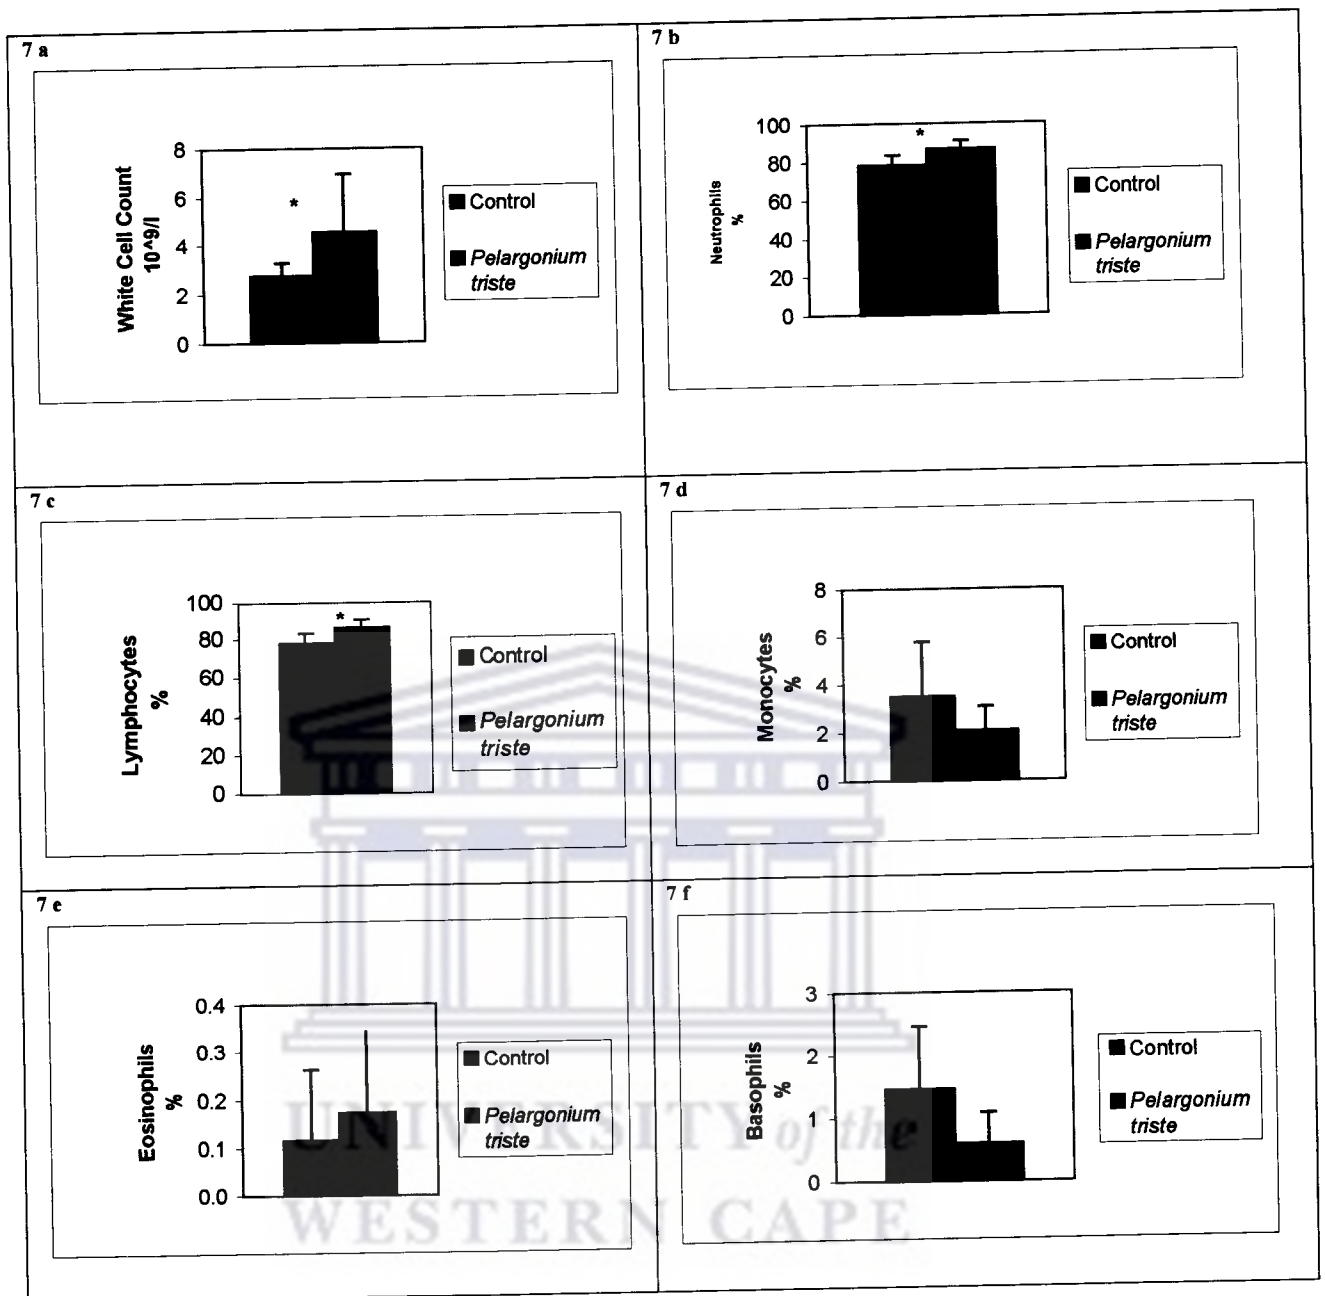 7 a
8
6
4
2
0
White Cell Count
10^9/l
*
Control
Pelargonium
triste
7 b
100
80
60
40
20
0
Neutrophils
%
*
Control
Pelargonium
triste
7 c
100
80
60
40
20
0
Lymphocytes
%
*
Control
Pelargonium
triste
7 d
8
6
4
2
0
Monocytes
%
Control
Pelargonium
triste
7 e
0.4
0.3
0.2
0.1
0.0
Eosinophils
%
Control
Pelargonium
triste
7 f
3
2
1
0
Basophils
%
Control
Pelargonium
triste
UNIVERSITY of the
WESTERN CAPE